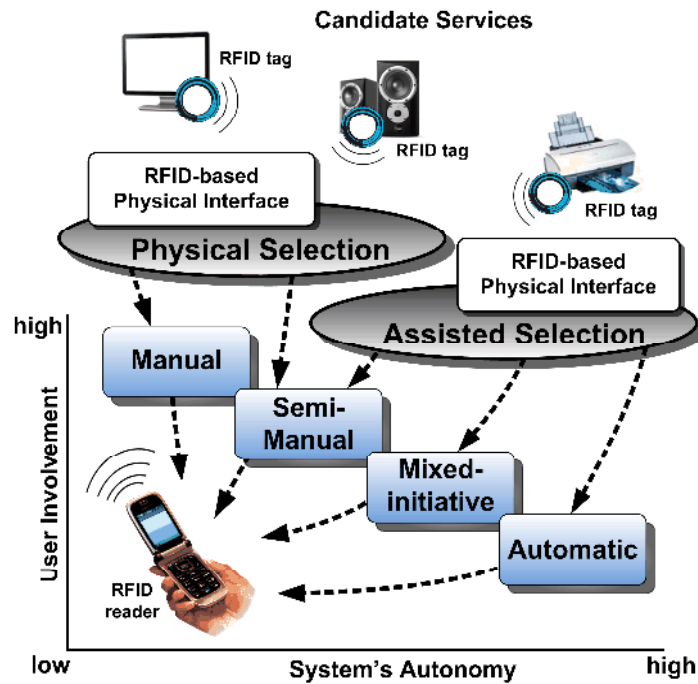 Candidate Services
RFID tag
RFID tag
RFID tag
RFID-based
Physical Interface
Physical Selection
RFID-based
Physical Interface
Assisted Selection
high
Manual
Semi-
Manual
Mixed-
initiative
Automatic
User Involvement
RFID
reader
low
System's Autonomy
high